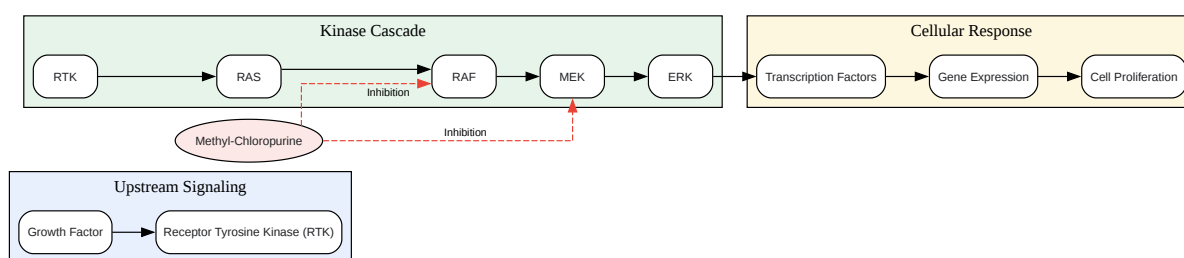 Kinase Cascade
RTK
RAS
RAF
MEK
ERK
Inhibition
Cellular Response
Transcription Factors
Gene Expression
Cell Proliferation
Methyl-Chloropurine
Inhibition
Upstream Signaling
Growth Factor
Receptor Tyrosine Kinase (RTK)